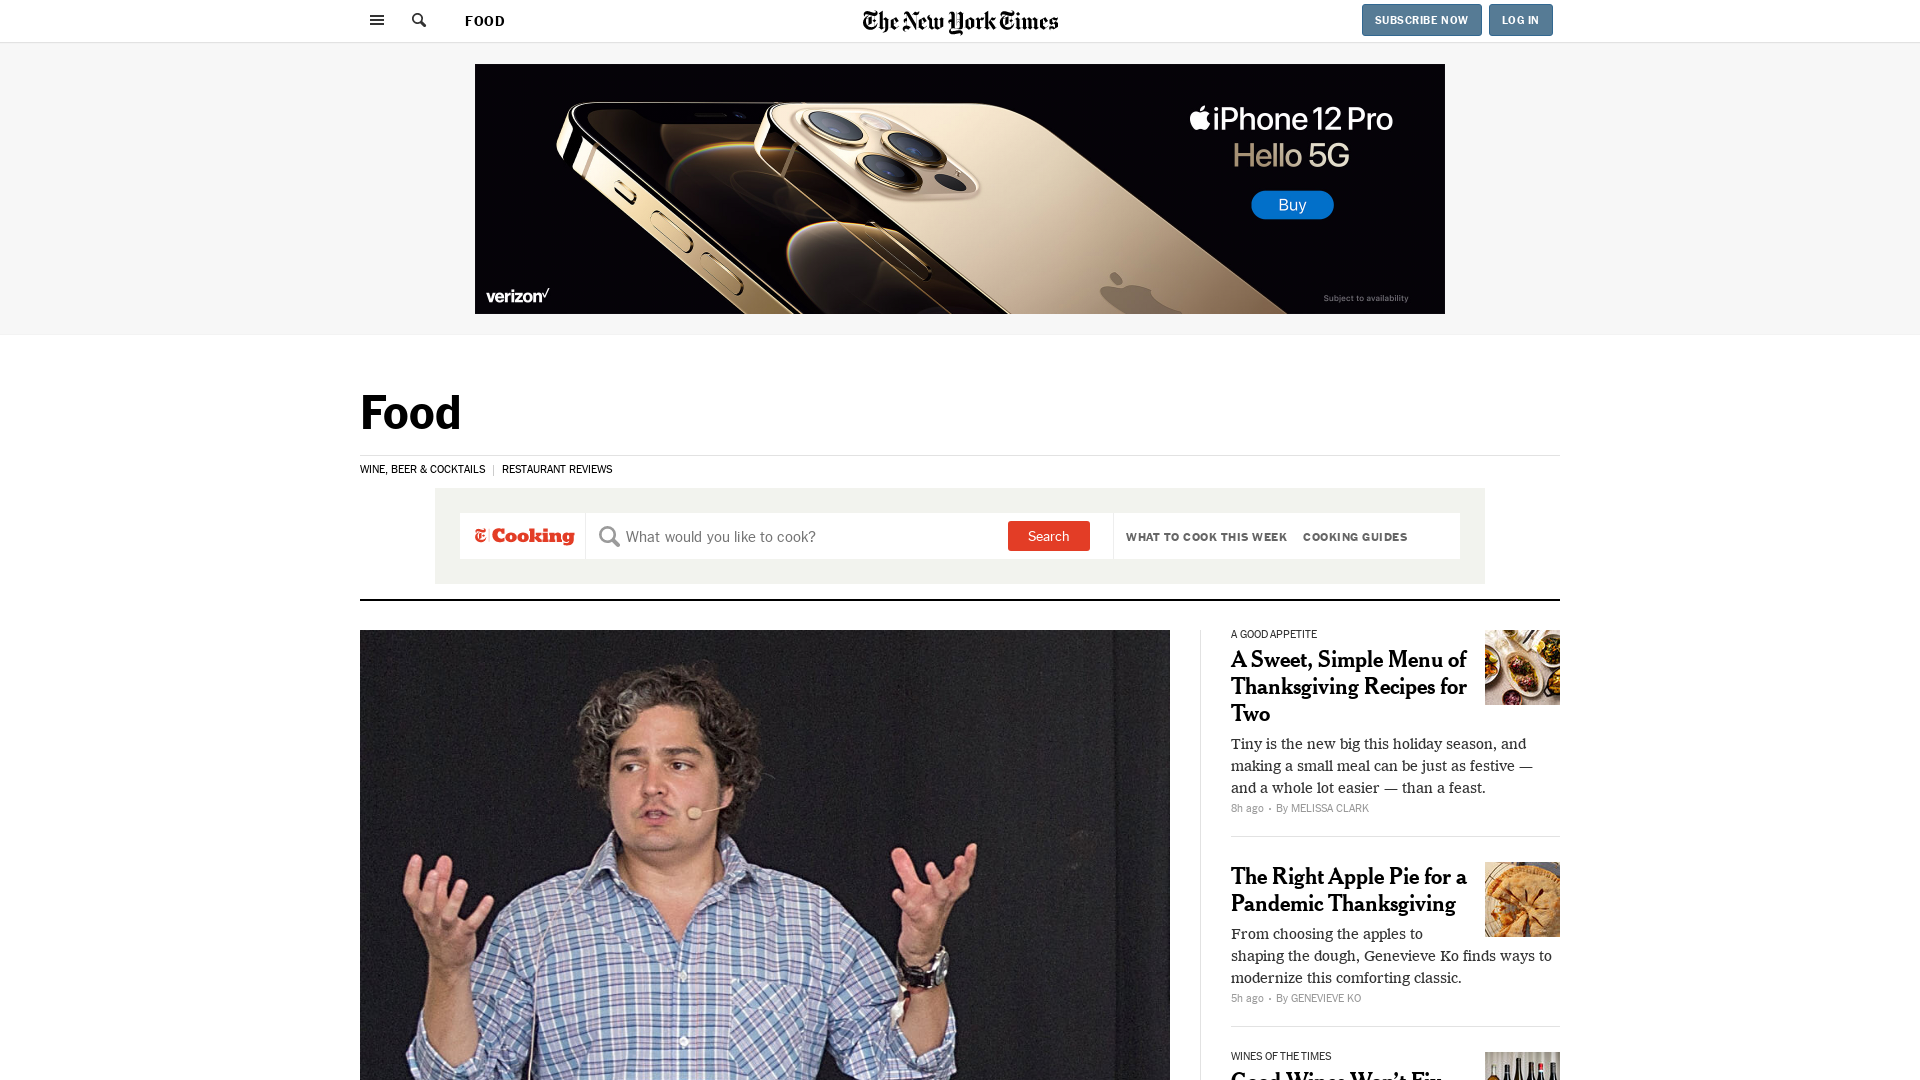 FOOD
The New York Times
SUBSCRIBE NOW
LOG IN
iPhone 12 Pro
Hello 5G
Buy
verizon✓
Subject to availability
Food
WINE, BEER & COCKTAILS
RESTAURANT REVIEWS
Cooking
What would you like to cook?
Search
WHAT TO COOK THIS WEEK
COOKING GUIDES
A GOOD APPETITE
A Sweet, Simple Menu of
Thanksgiving Recipes for
Two
Tiny is the new big this holiday season, and
making a small meal can be just as festive —
and a whole lot easier — than a feast.
8h ago • By MELISSA CLARK
The Right Apple Pie for a
Pandemic Thanksgiving
From choosing the apples to
shaping the dough, Genevieve Ko finds ways to
modernize this comforting classic.
5h ago • By GENEVIEVE KO
WINES OF THE TIMES
Good Wines Won't Fix